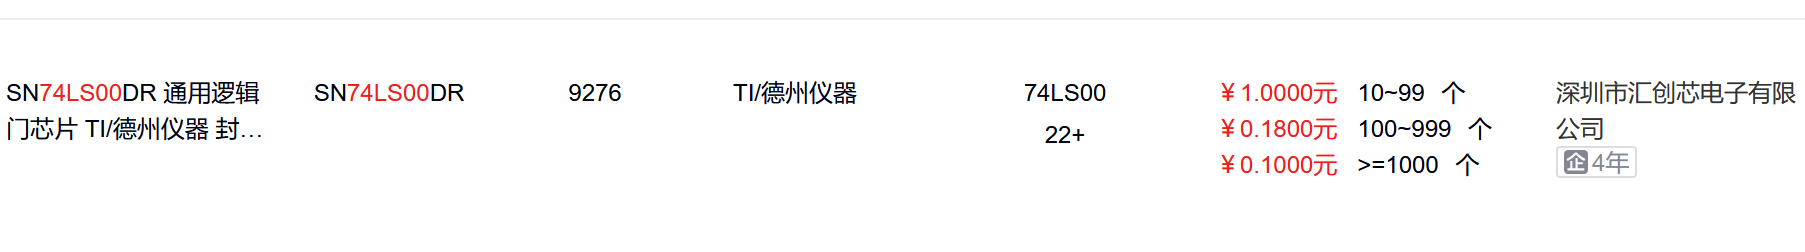 SN74LS00DR 通用逻辑
门芯片 TI/德州仪器 封…
SN74LS00DR
9276
TI/德州仪器
74LS00
22+
¥1.0000元 10~99 个
¥0.1800元 100~999 个
¥0.1000元 >=1000 个
深圳市汇创芯电子有限
公司
企 4年